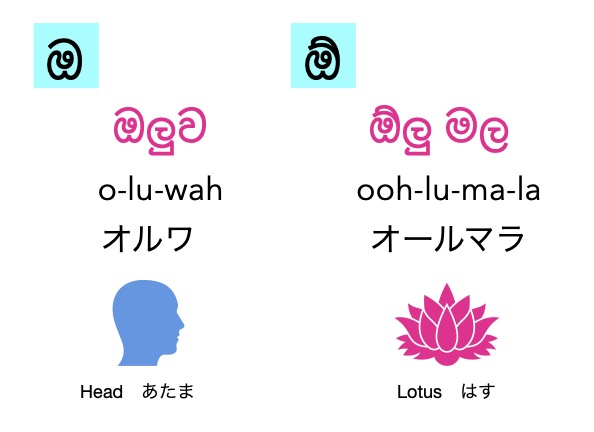 ඔ
ඔලුව
o-lu-wah
オルワ
Head あたま
ඕ
ඕලු මල
ooh-lu-ma-la
オールマラ
Lotus はす